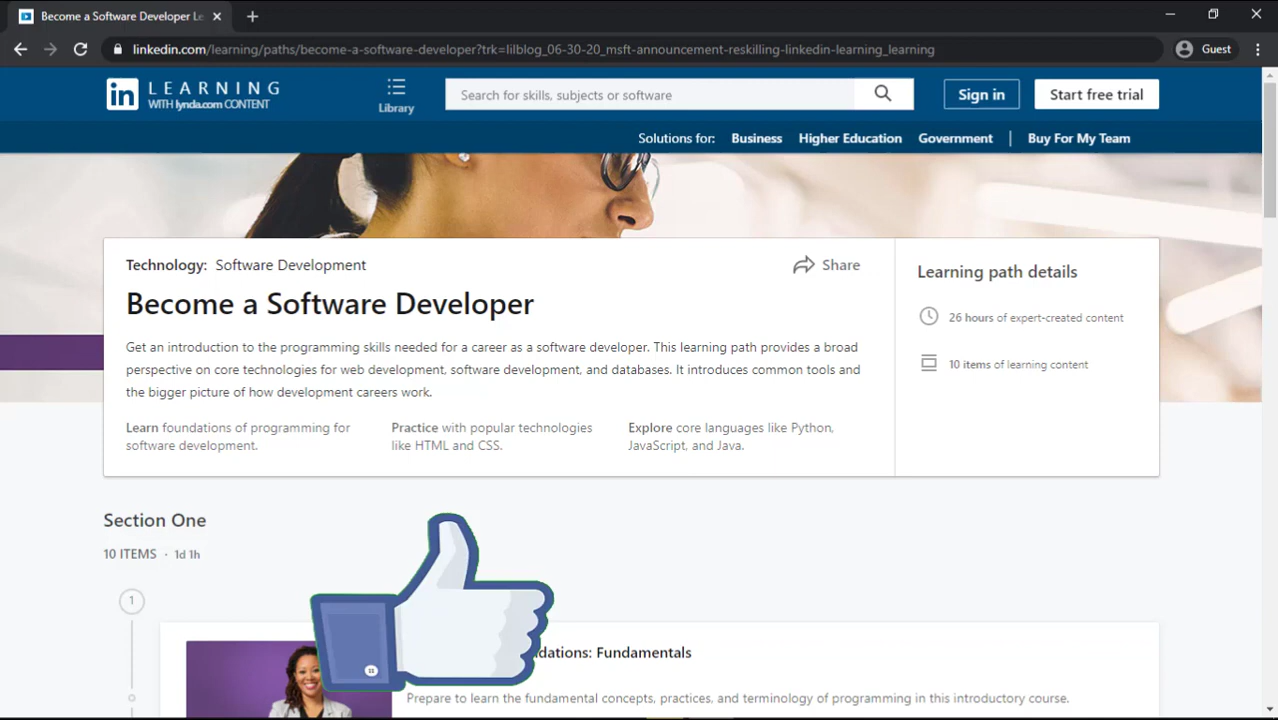 Become a Software Developer Le
linkedin.com/learning/paths/become-a-software-developer?trk=lilblog_06-30-20_msft-announcement-reskilling-linkedin-learning_learning
Guest
in LEARNING
WITH lynda.com CONTENT
Library
Search for skills, subjects or software
Sign in
Start free trial
Solutions for: Business Higher Education Government | Buy For My Team
Technology: Software Development
Share
Become a Software Developer
Get an introduction to the programming skills needed for a career as a software developer. This learning path provides a broad
perspective on core technologies for web development, software development, and databases. It introduces common tools and
the bigger picture of how development careers work.
Learn foundations of programming for
software development.
Practice with popular technologies
like HTML and CSS.
Explore core languages like Python,
JavaScript, and Java.
Learning path details
26 hours of expert-created content
10 items of learning content
Section One
10 ITEMS · 1d 1h
1
dations: Fundamentals
Prepare to learn the fundamental concepts, practices, and terminology of programming in this introductory course.